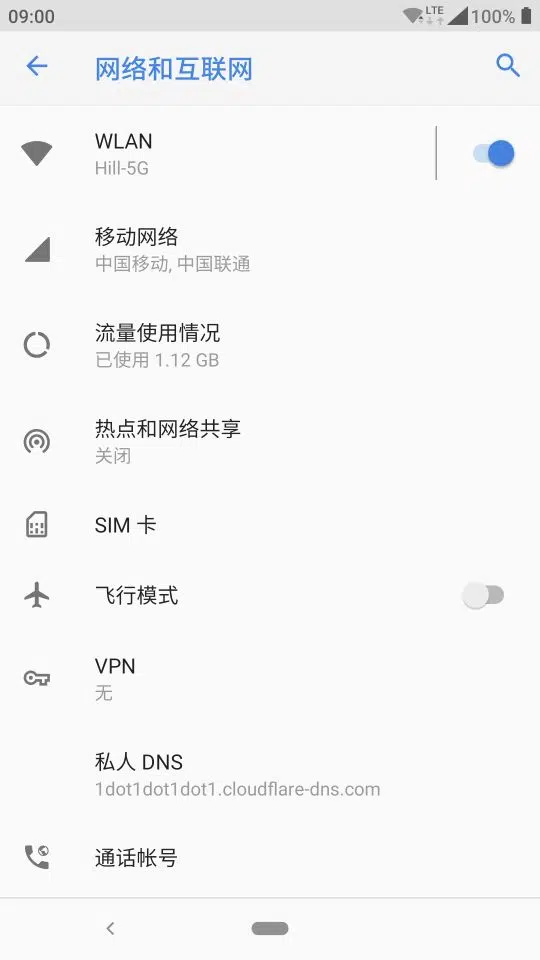 09:00
LTE
100%
网络和互联网
WLAN
Hill-5G
移动网络
中国移动, 中国联通
流量使用情况
已使用 1.12 GB
热点和网络共享
关闭
SIM 卡
飞行模式
VPN
无
私人 DNS
1dot1dot1dot1.cloudflare-dns.com
通话帐号